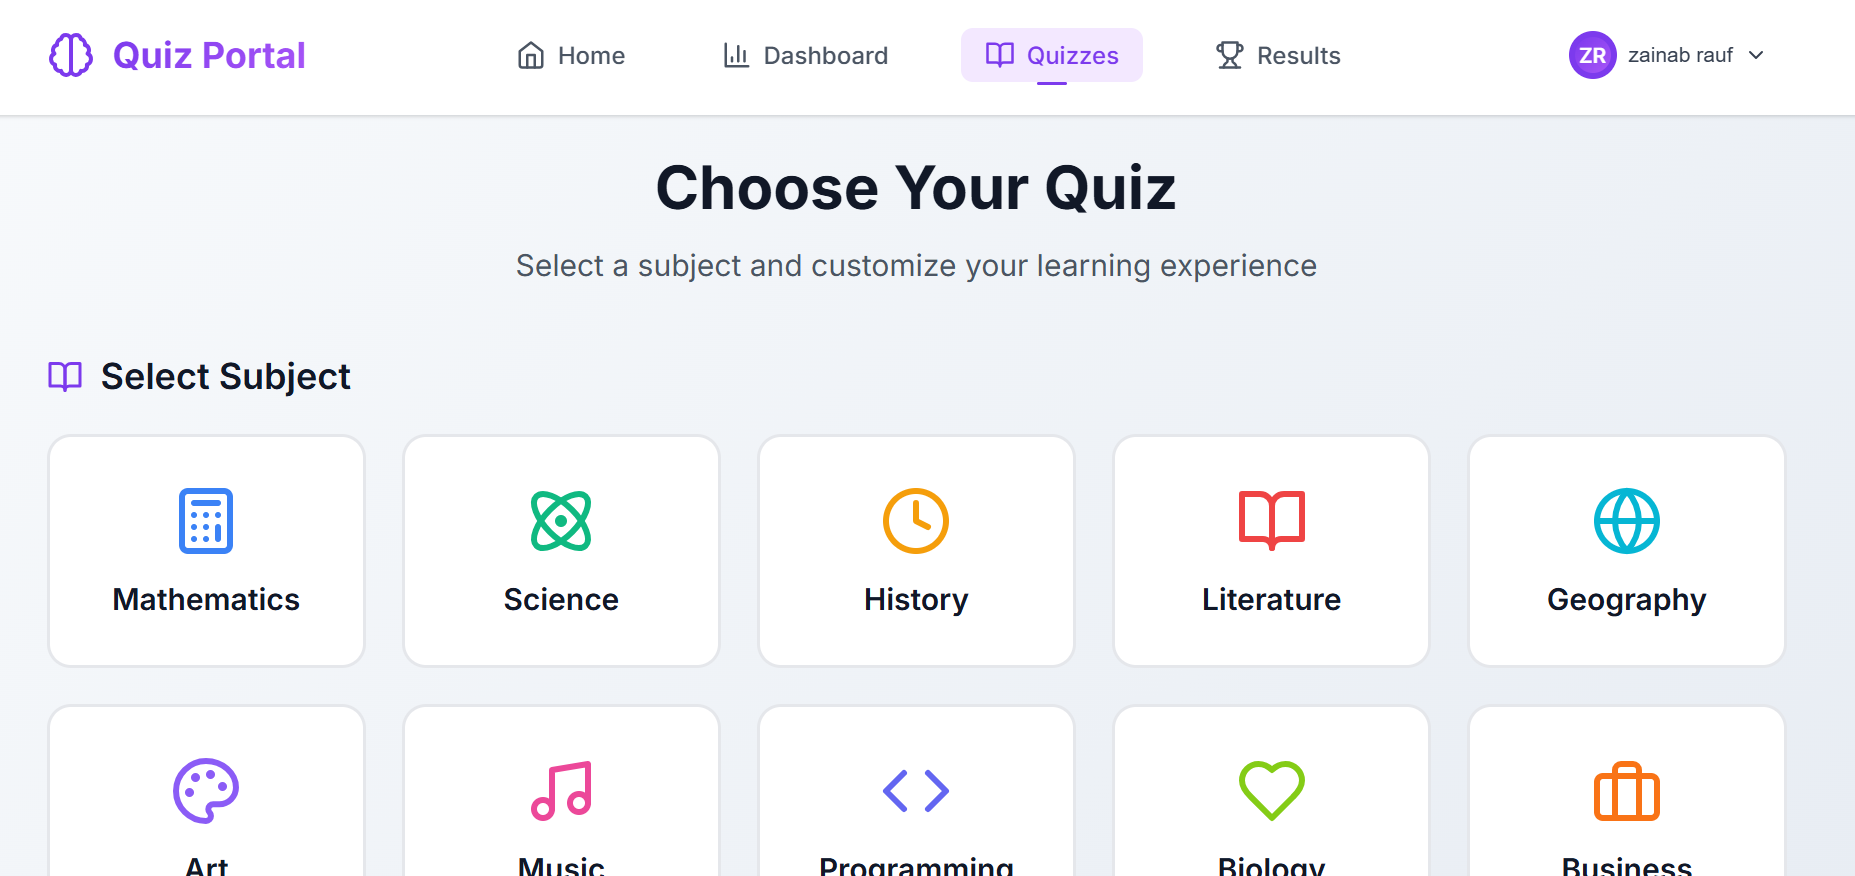 Quiz Portal
Home
Dashboard
Quizzes
Results
ZR
zainab rauf
Choose Your Quiz
Select a subject and customize your learning experience
Select Subject
Mathematics
Science
History
Literature
Geography
Art
Music
Programming
Biology
Business